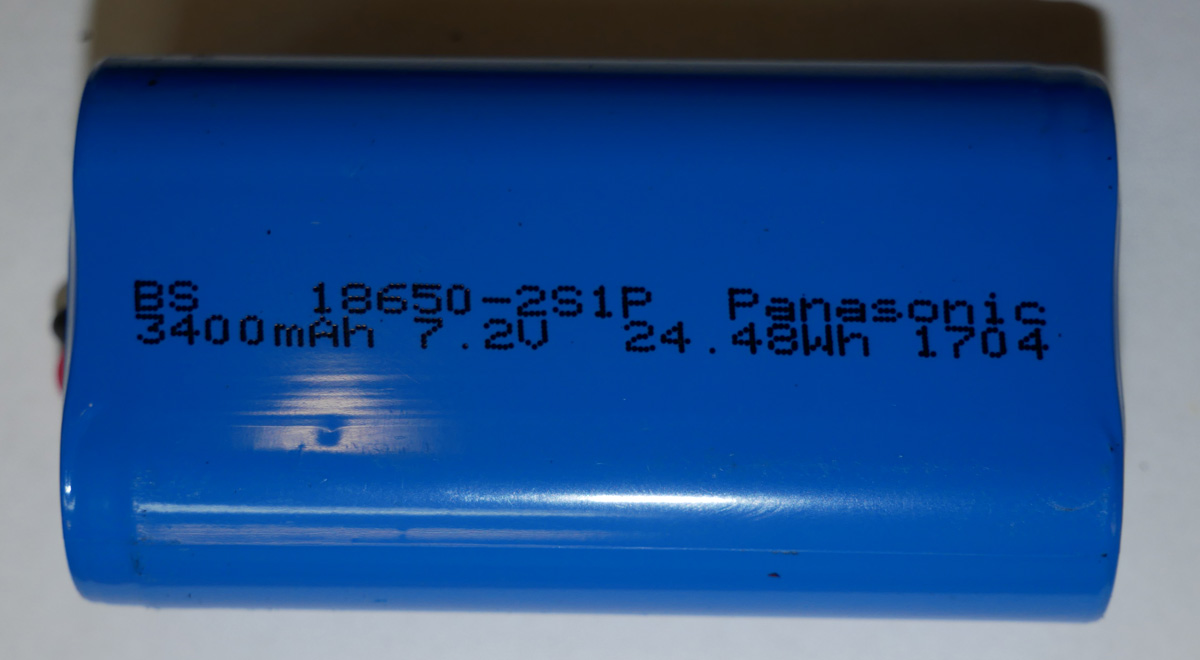 BS 18650-2S1P Panasonic
3400mAh 7.2V 24.48Wh 1704